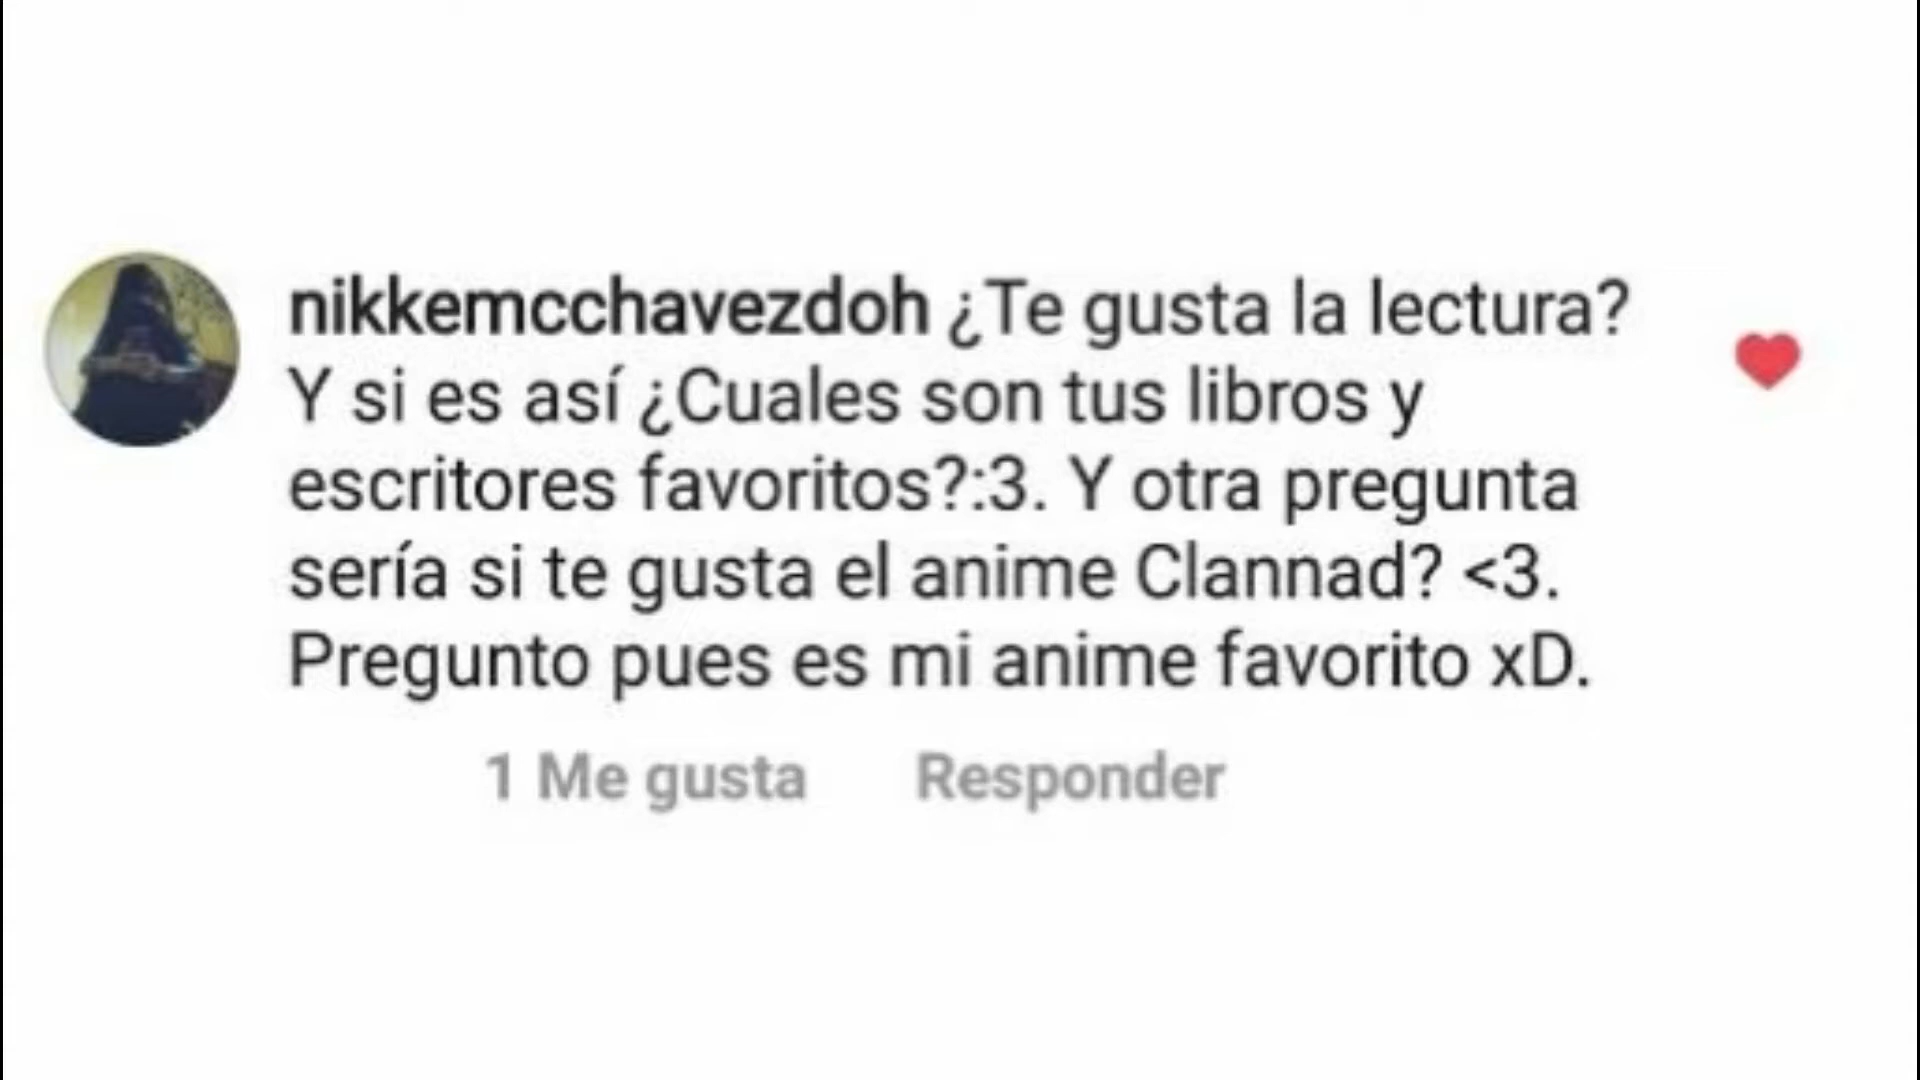 nikkemcchavezdoh ¿Te gusta la lectura?
Y si es así ¿Cuales son tus libros y
escritores favoritos?:3. Y otra pregunta
sería si te gusta el anime Clannad? <3.
Pregunto pues es mi anime favorito xD.
1 Me gusta Responder